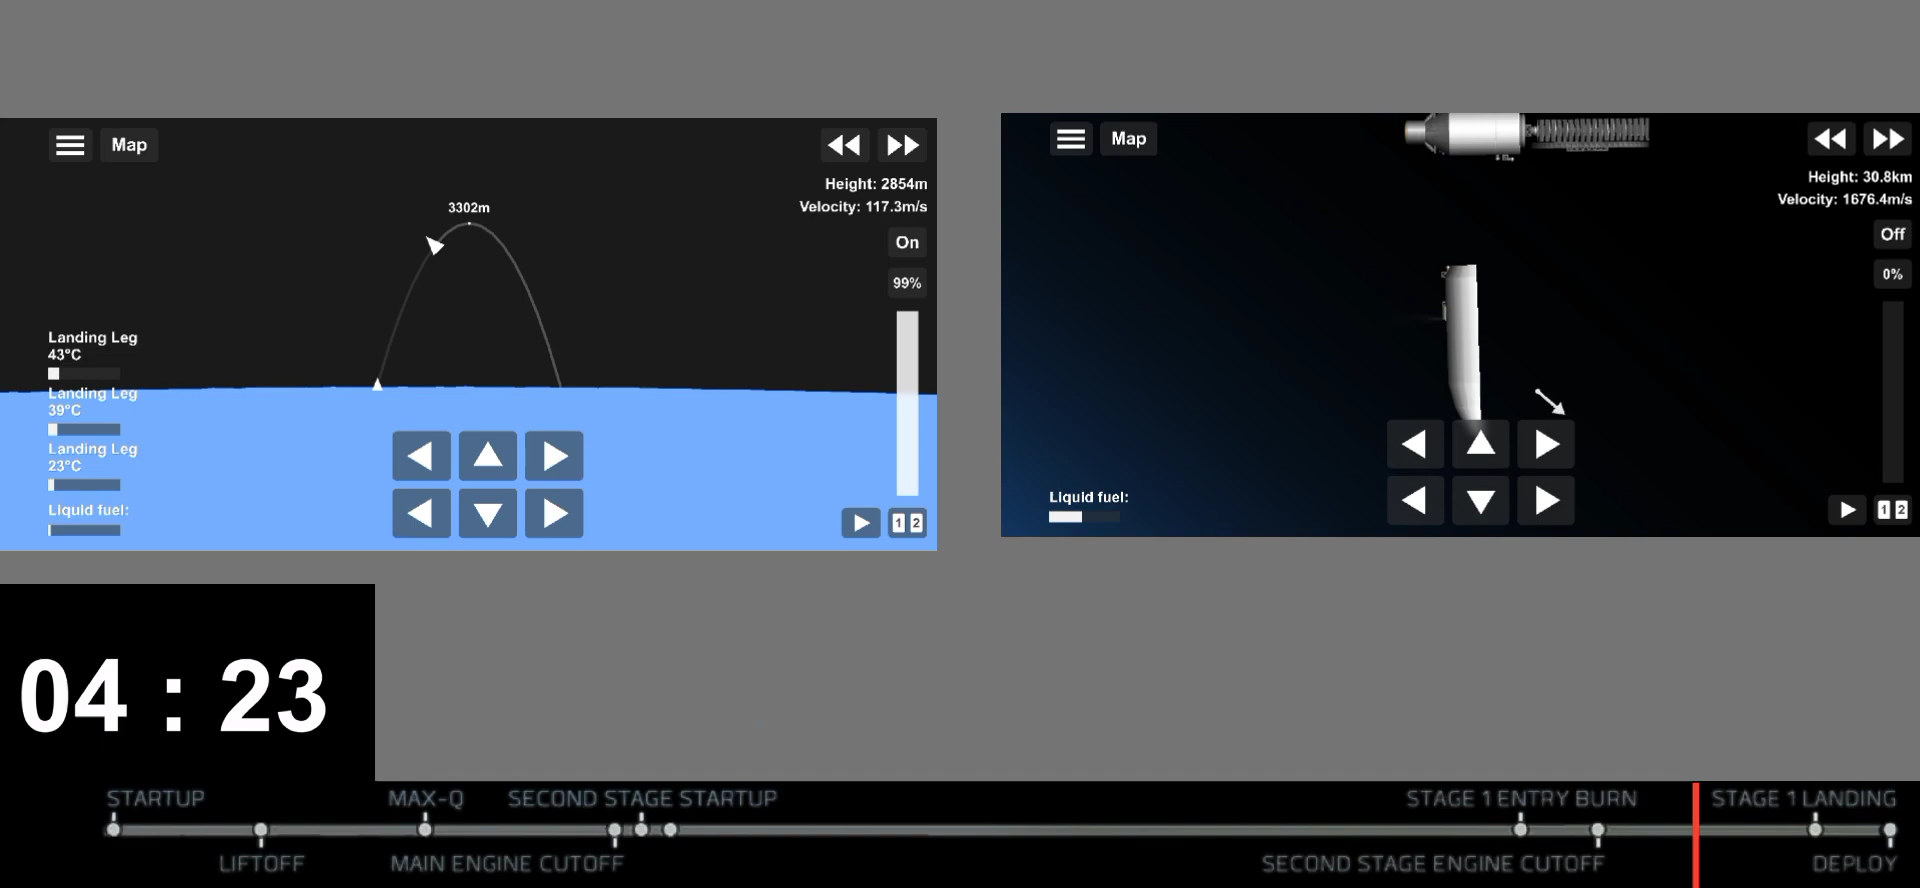 Map
Height: 2854m
Velocity: 117.3m/s
3302m
On
99%
Landing Leg
43°C
Landing Leg
39°C
Landing Leg
23°C
Liquid fuel:
1 2
Map
Height: 30.8km
Velocity: 1676.4m/s
Off
0%
Liquid fuel:
1 2
04 : 23
STARTUP MAX-Q SECOND STAGE STARTUP STAGE 1 ENTRY BURN STAGE 1 LANDING
LIFTOFF MAIN ENGINE CUTOFF SECOND STAGE ENGINE CUTOFF DEPLOY